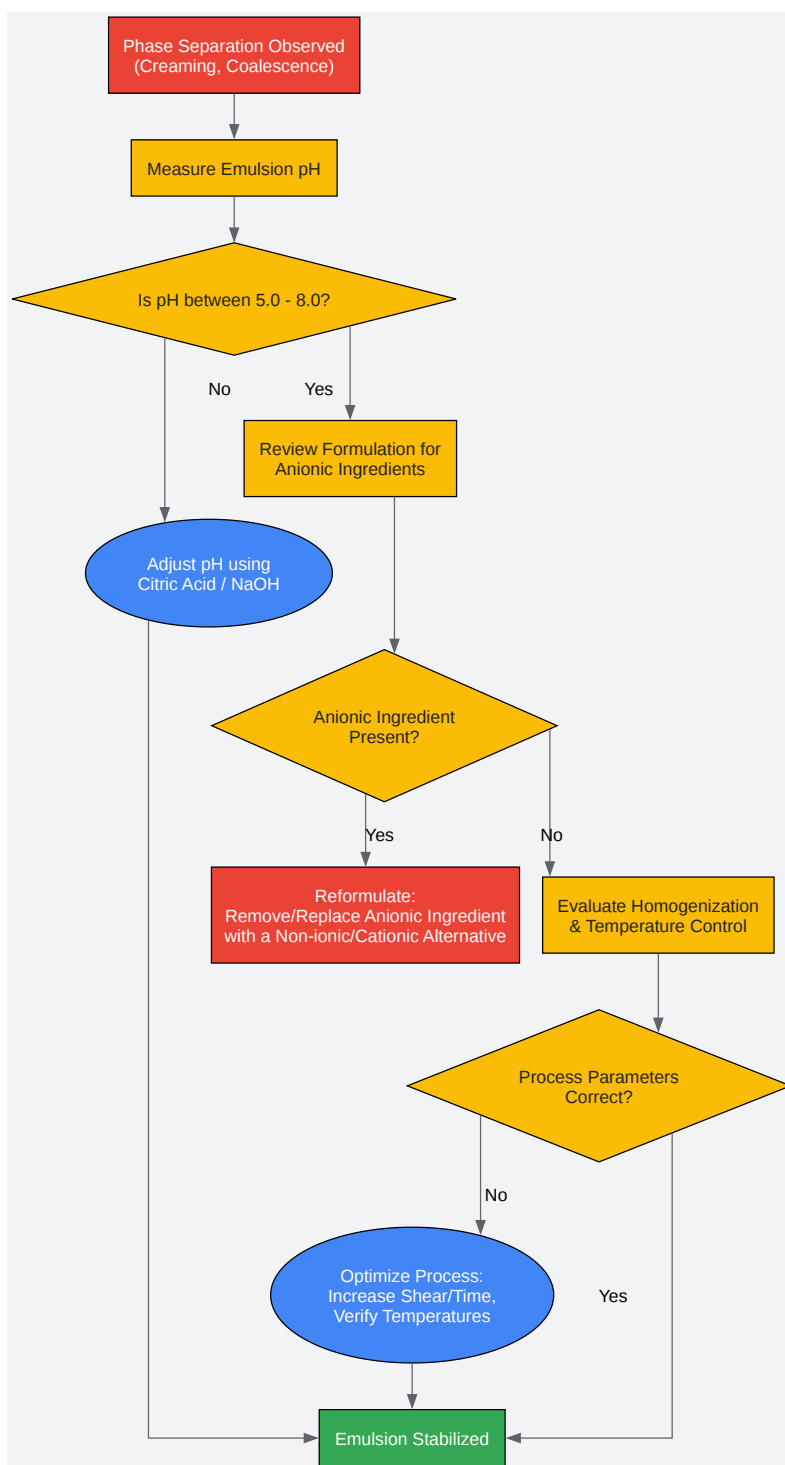 Phase Separation Observed
(Creaming, Coalescence)
Measure Emulsion pH
Is pH between 5.0 - 8.0?
No
Yes
Review Formulation for
Anionic Ingredients
Adjust pH using
Citric Acid / NaOH
Anionic Ingredient
Present?
Yes
No
Reformulate:
Remove/Replace Anionic Ingredient
with a Non-ionic/Cationic Alternative
Evaluate Homogenization
& Temperature Control
Process Parameters
Correct?
No
Optimize Process:
Increase Shear/Time,
Verify Temperatures
Yes
Emulsion Stabilized